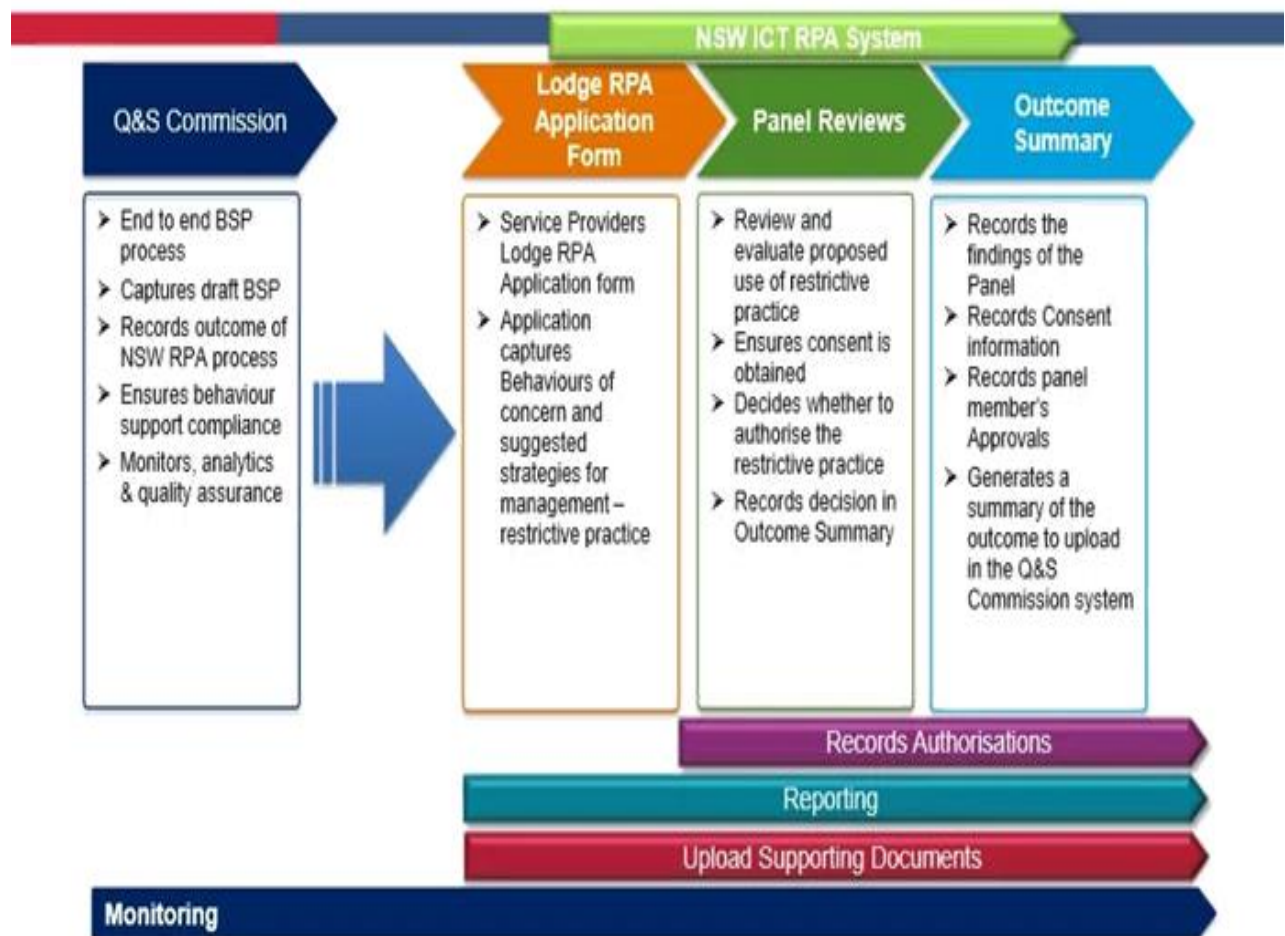 NSW ICT RPA System
Q&S Commission
Lodge RPA
Application
Form
Panel Reviews
Outcome
Summary
➤ End to end BSP
process
➤ Captures draft BSP
➤ Records outcome of
NSW RPA process
➤ Ensures behaviour
support compliance
➤ Monitors, analytics
& quality assurance
➤ Service Providers
Lodge RPA
Application form
➤ Application
captures
Behaviours of
concern and
suggested
strategies for
management –
restrictive practice
➤ Review and
evaluate proposed
use of restrictive
practice
➤ Ensures consent is
obtained
➤ Decides whether to
authorise the
restrictive practice
➤ Records decision in
Outcome Summary
➤ Records the
findings of the
Panel
➤ Records Consent
information
➤ Records panel
member's
Approvals
➤ Generates a
summary of the
outcome to upload
in the Q&S
Commission system
Records Authorisations
Reporting
Upload Supporting Documents
Monitoring